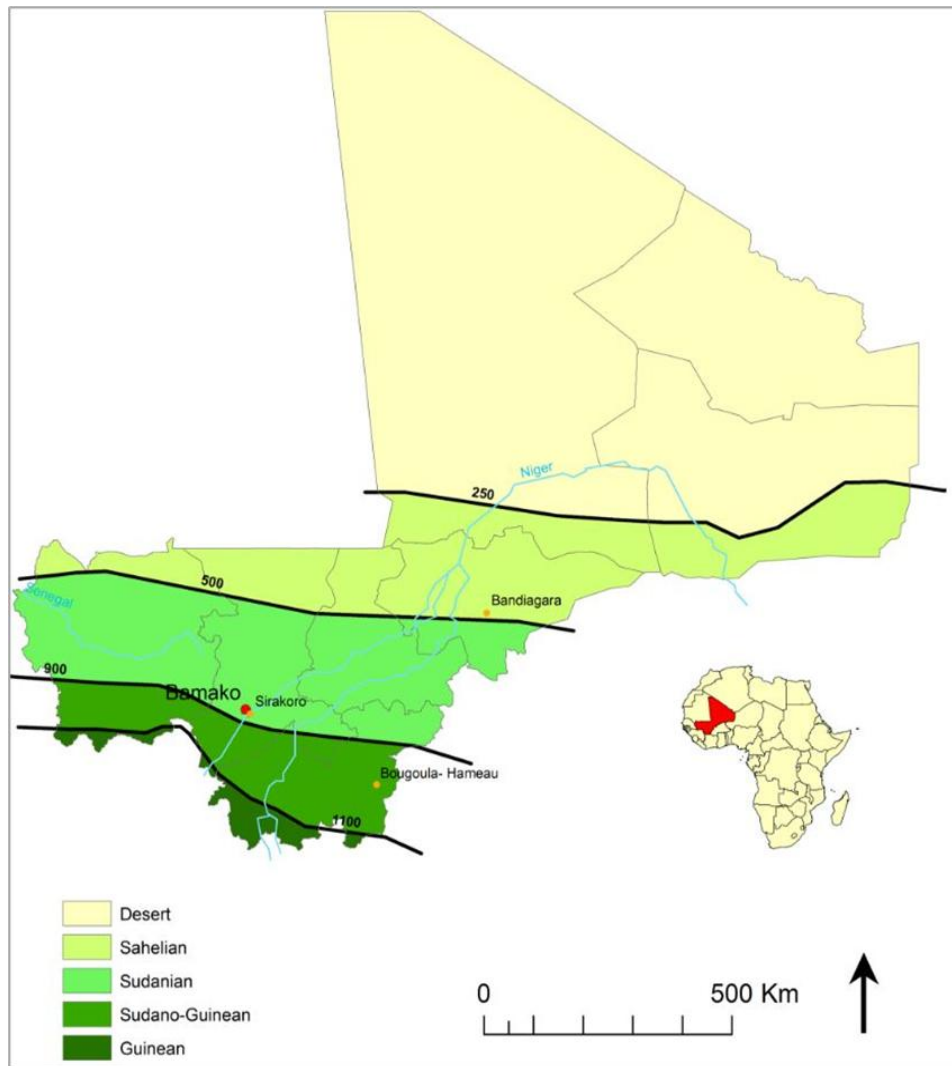 Niger
250
500
Bandiagara
Senegal
900
Bamako
Sirakoro
Bougoula- Hameau
1100
Desert
Sahelian
Sudanian
Sudano-Guinean
Guinean
0 500 Km